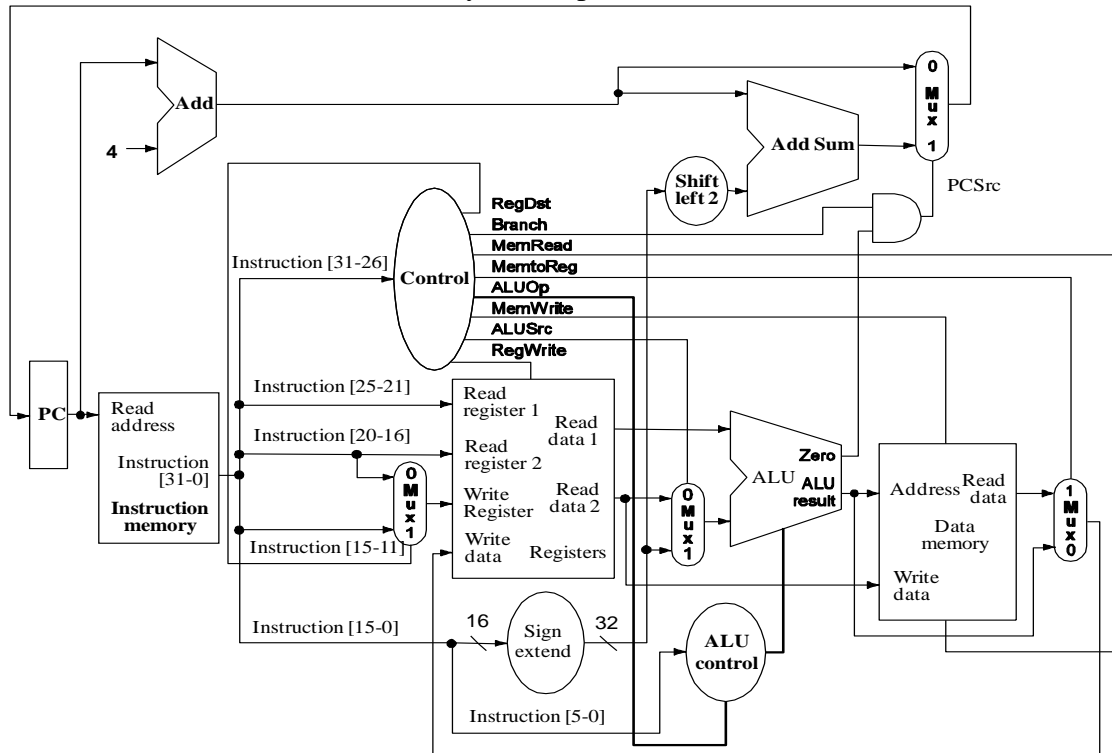 Add
4
0
Mux
1
Add Sum
Shift
left 2
PCSrc
RegDst
Branch
MemRead
MemtoReg
ALUOp
MemWrite
ALUSrc
RegWrite
Instruction [31-26]
Control
PC
Read
address
Instruction
[31-0]
Instruction
memory
Instruction [25-21]
Instruction [20-16]
Instruction [15-11]
0
Mux
1
Read
register 1
Read
register 2
Write
Register
Write
data
Read
data 1
Read
data 2
Registers
0
Mux
1
Zero
ALU
ALU
result
Address
Read
data
Data
memory
Write
data
1
Mux
0
Instruction [15-0]
16
Sign
extend
32
ALU
control
Instruction [5-0]